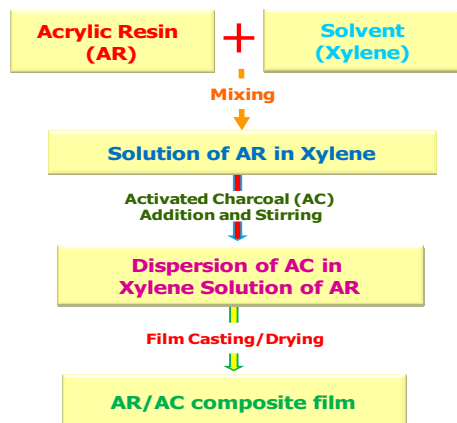 Acrylic Resin
(AR)
+
Solvent
(Xylene)
Mixing
Solution of AR in Xylene
Activated Charcoal (AC)
Addition and Stirring
Dispersion of AC in
Xylene Solution of AR
Film Casting/Drying
AR/AC composite film